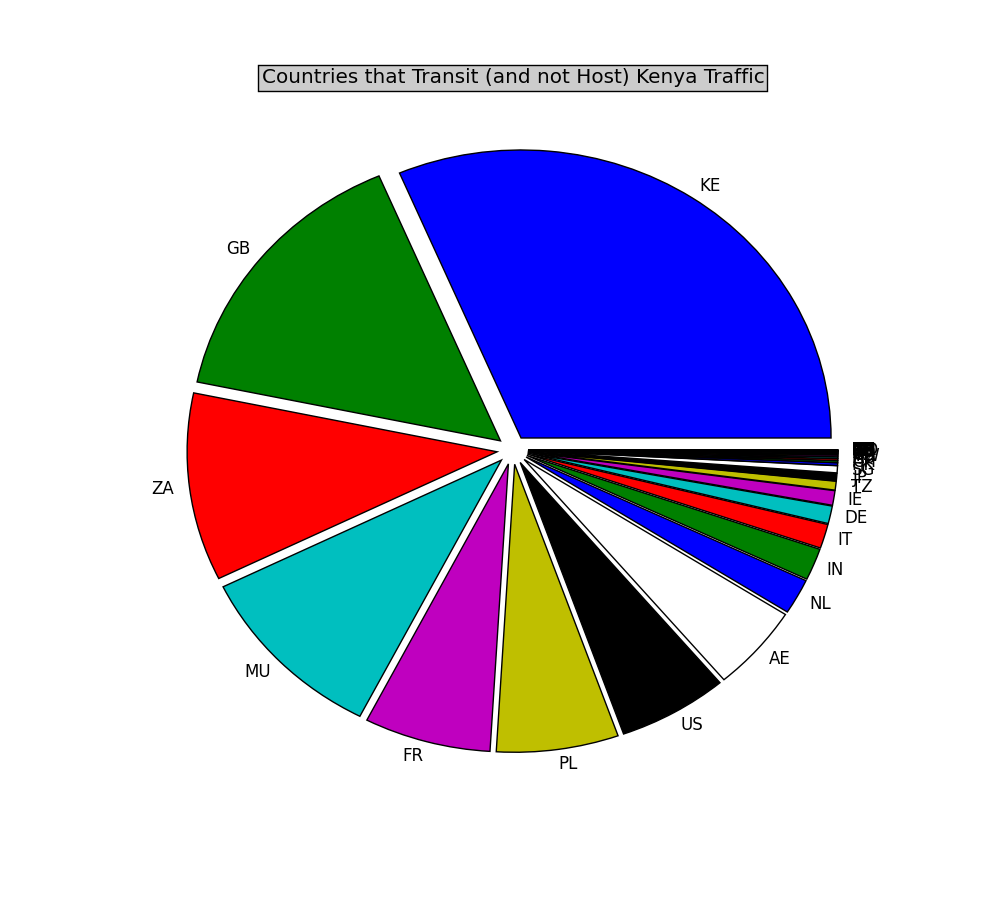 Countries that Transit (and not Host) Kenya Traffic
KE
GB
ZA
MU
FR
PL
US
AE
NL
IN
IT
DE
IE
TZ